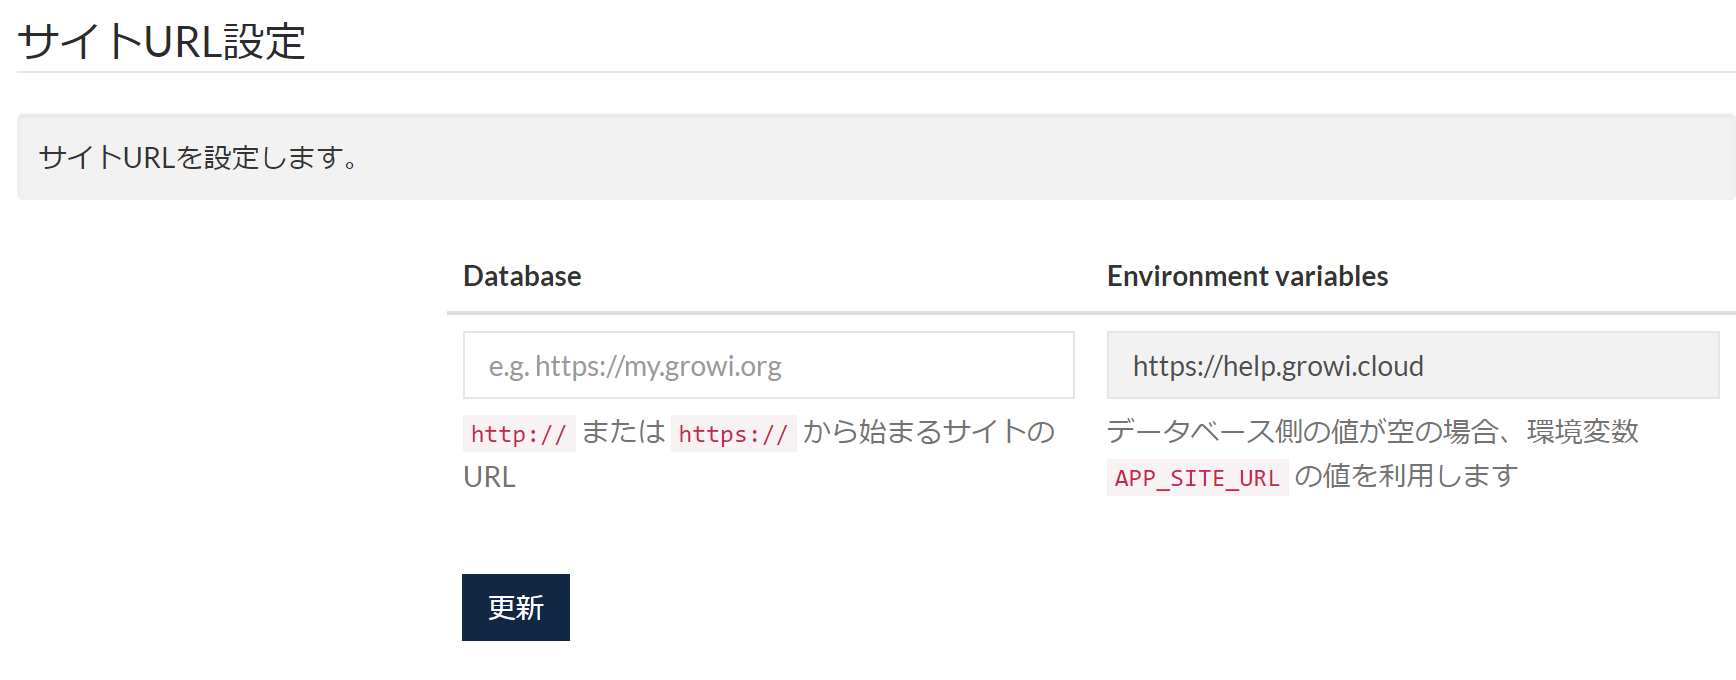 サイトURL設定
サイトURLを設定します。
Database
Environment variables
e.g. https://my.growi.org
https://help.growi.cloud
http:// または https:// から始まるサイトの
URL
データベース側の値が空の場合、環境変数
APP_SITE_URL の値を利用します
更新